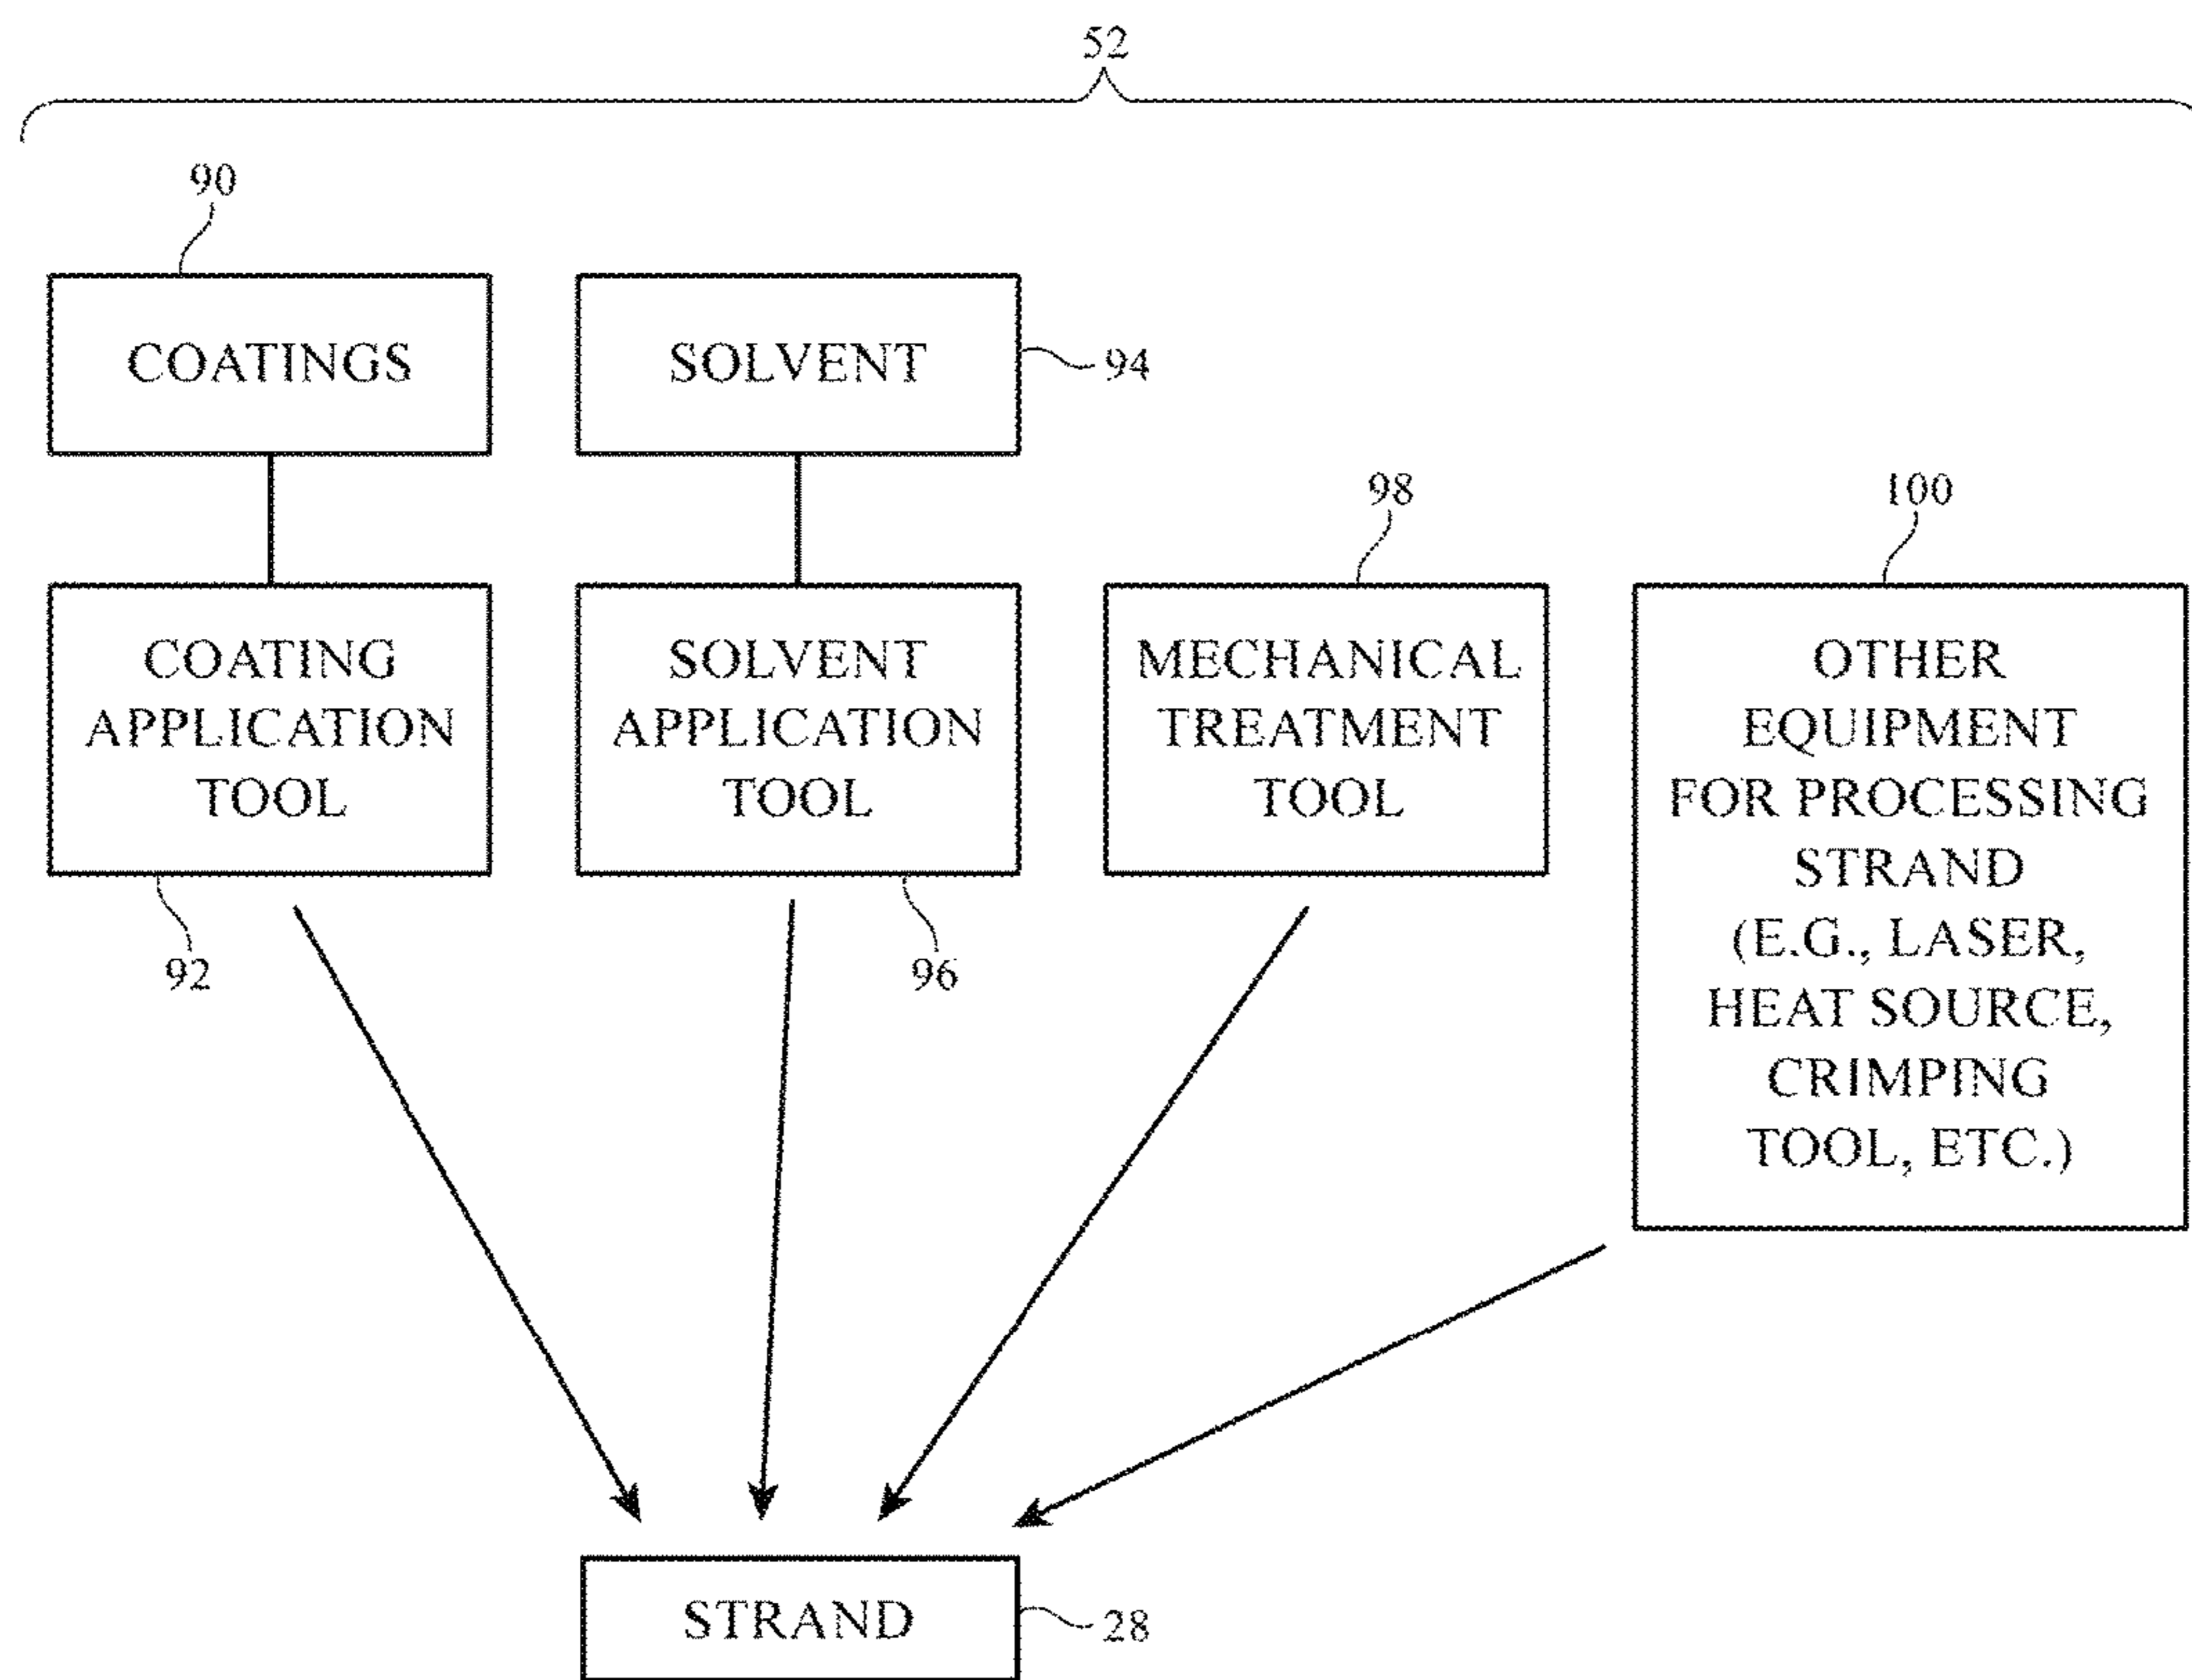 52
90
COATINGS
SOLVENT
94
98
100
COATING
APPLICATION
TOOL
92
SOLVENT
APPLICATION
TOOL
96
MECHANICAL
TREATMENT
TOOL
OTHER
EQUIPMENT
FOR PROCESSING
STRAND
(E.G., LASER,
HEAT SOURCE,
CRIMPING
TOOL, ETC.)
STRAND
28